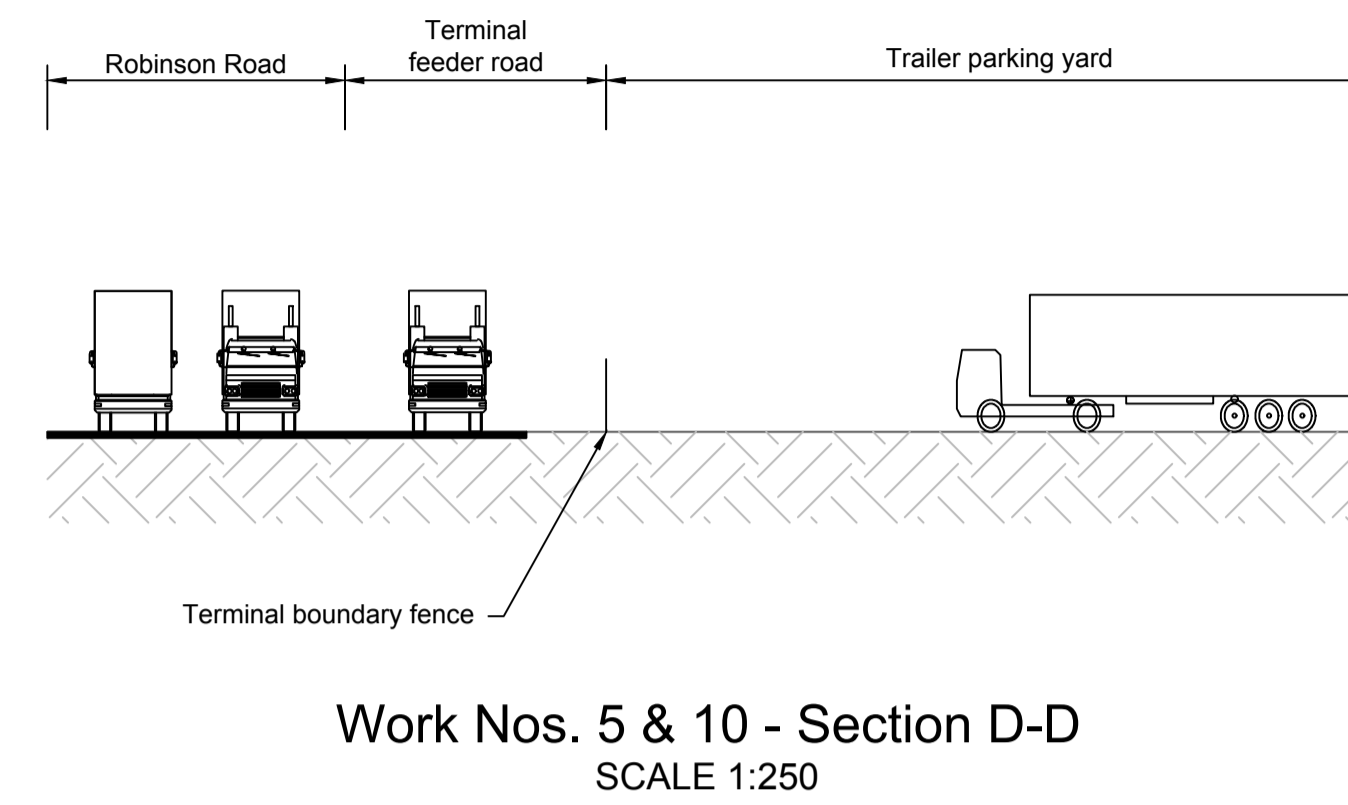 Robinson Road
Terminal
feeder road
Trailer parking yard
Terminal boundary fence
Work Nos. 5 & 10 - Section D-D
SCALE 1:250